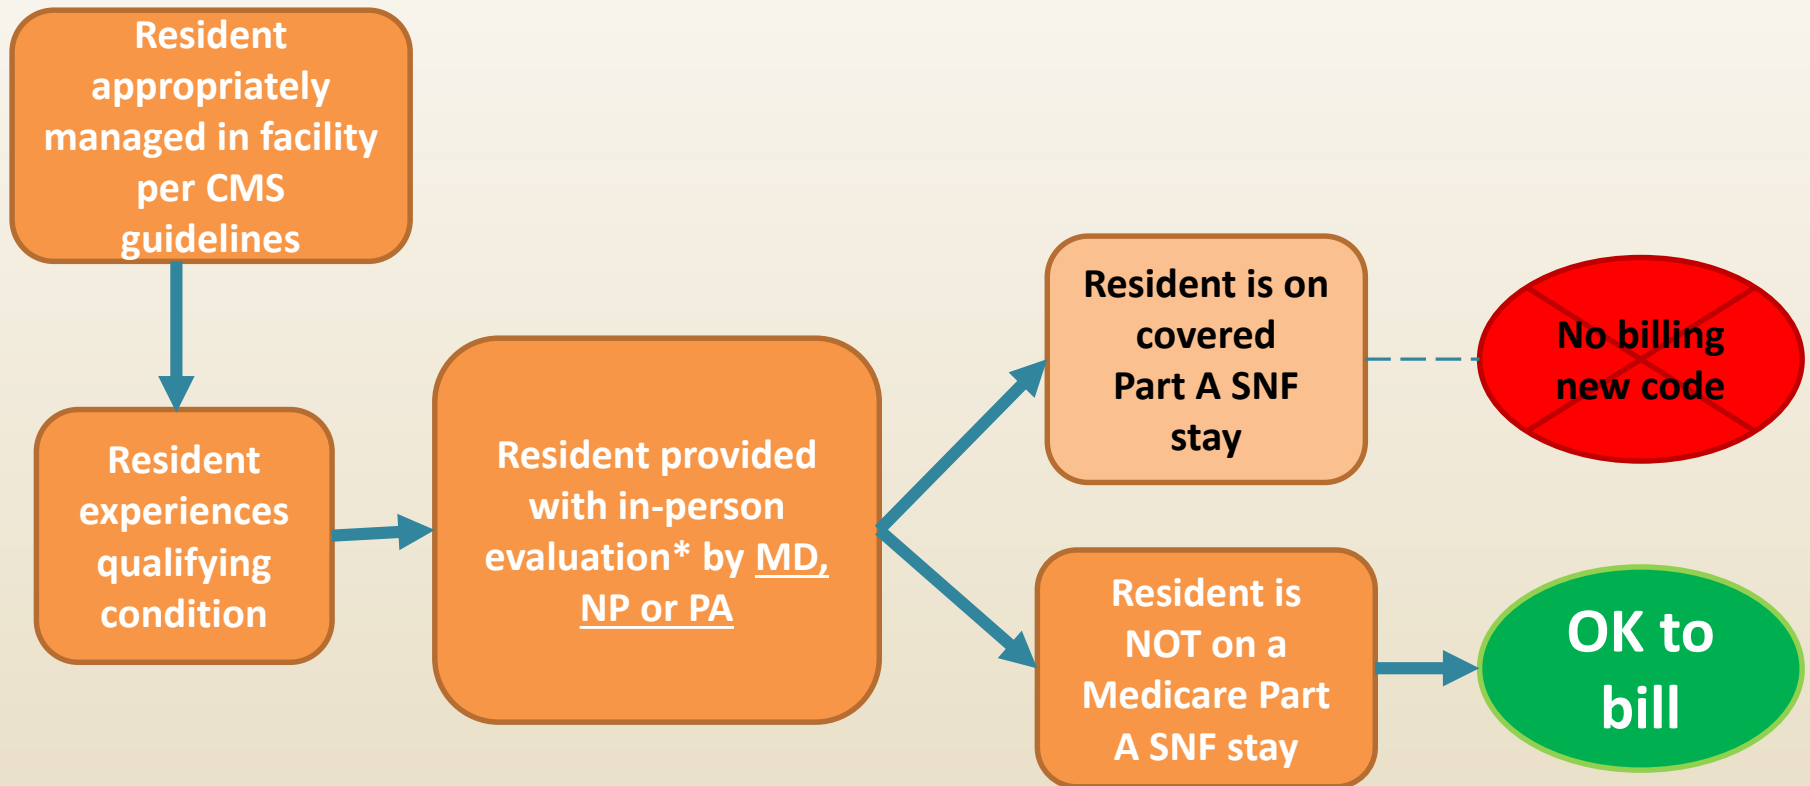 Resident
appropriately
managed in facility
per CMS
guidelines
Resident
experiences
qualifying
condition
Resident provided
with in-person
evaluation* by MD,
NP or PA
Resident is on
covered
Part A SNF
stay
No billing
new code
Resident is
NOT on a
Medicare Part
A SNF stay
OK to
bill